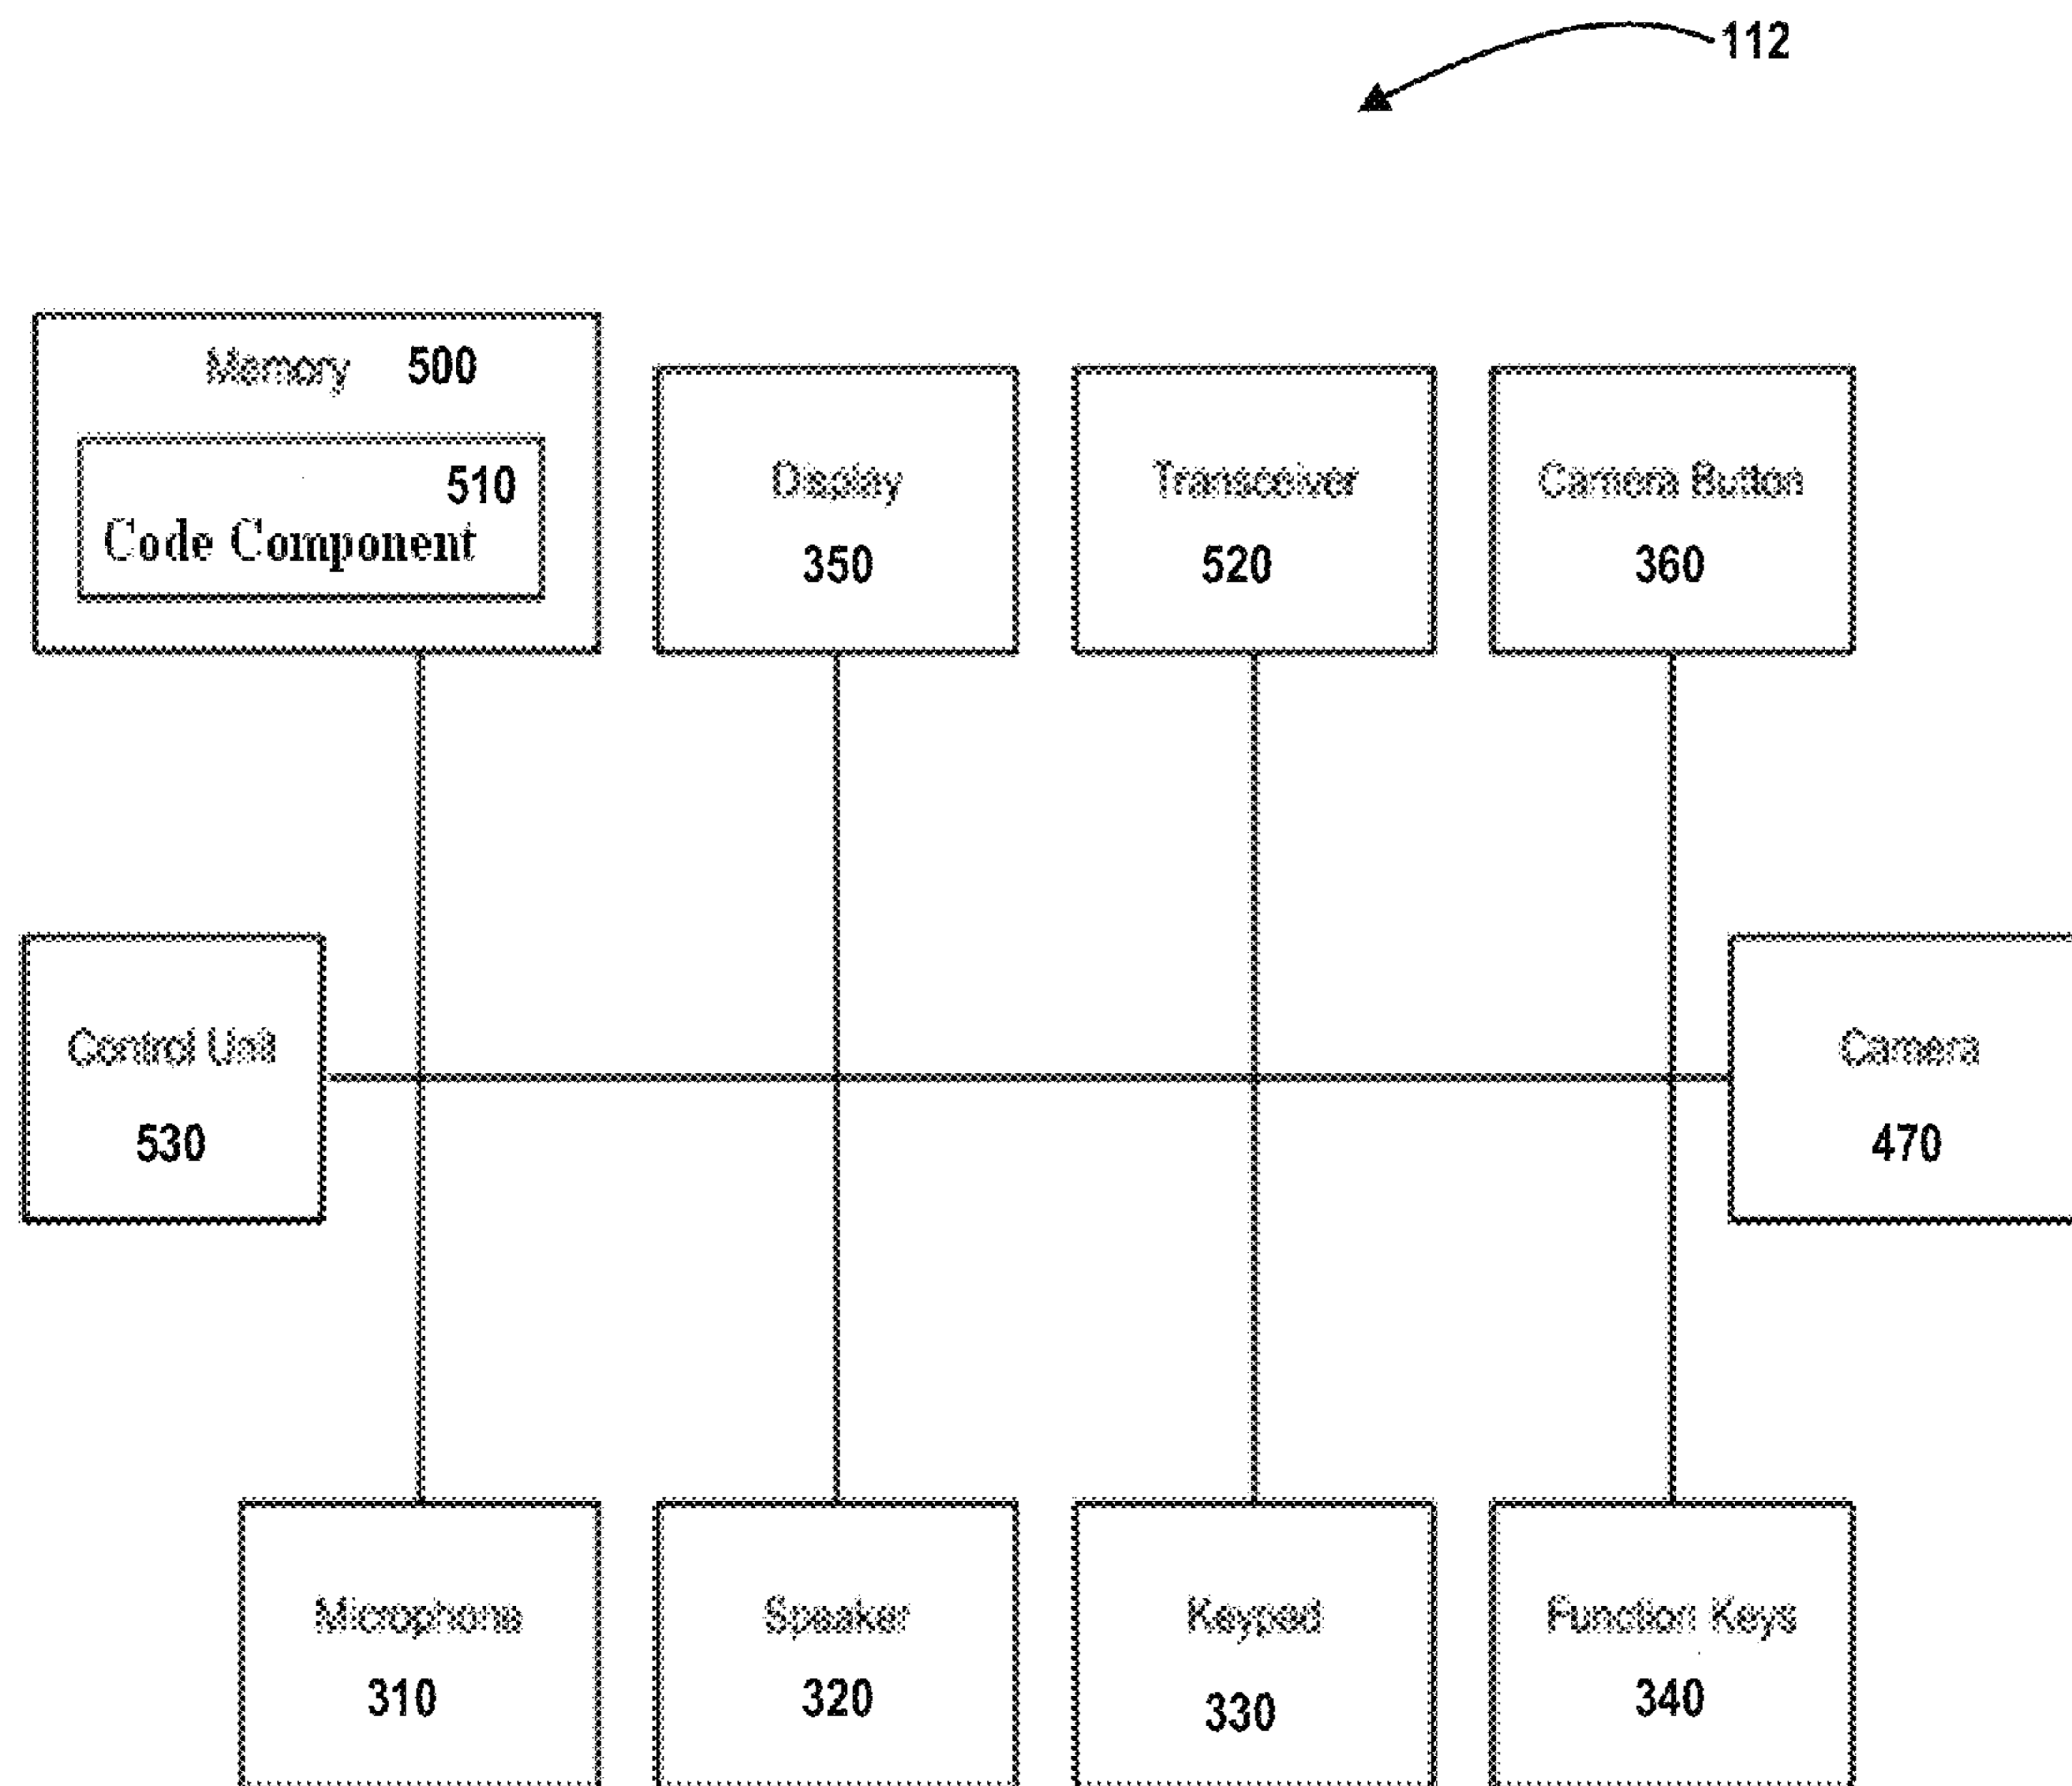 112
Memory 500
510
Code Component
Display
350
Transceiver
520
Camera Button
360
Control Unit
530
Camera
470
Microphone
310
Speaker
320
Keypad
330
Function Keys
340